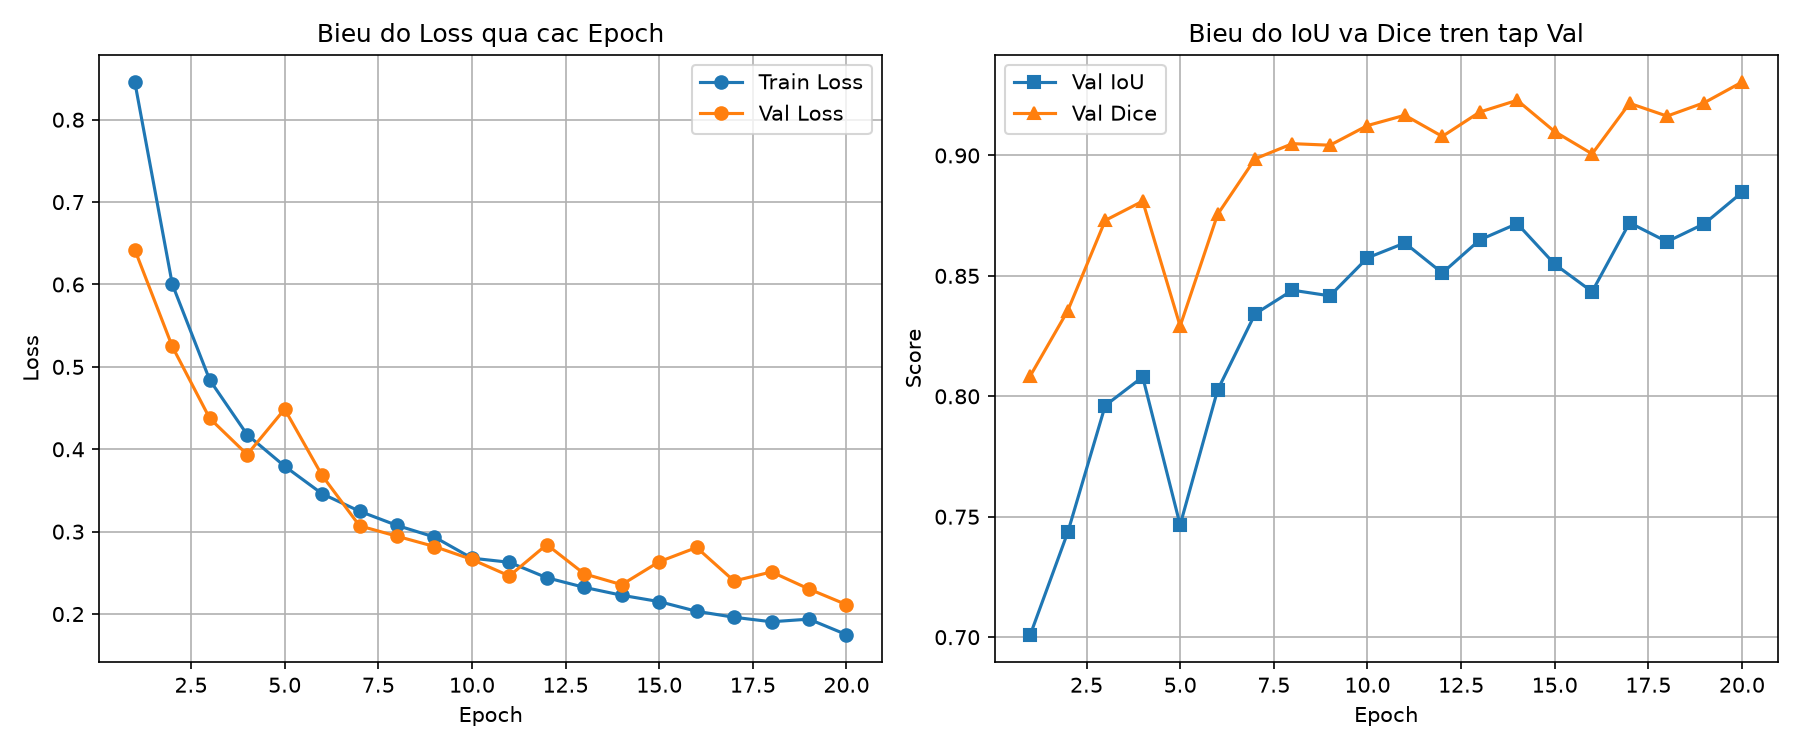 Bieu do Loss qua cac Epoch
Train Loss
Val Loss
0.8
0.7
0.6
0.5
0.4
0.3
0.2
Loss
2.5 5.0 7.5 10.0 12.5 15.0 17.5 20.0
Epoch
Bieu do IoU va Dice tren tap Val
Val IoU
Val Dice
0.90
0.85
0.80
0.75
0.70
Score
2.5 5.0 7.5 10.0 12.5 15.0 17.5 20.0
Epoch